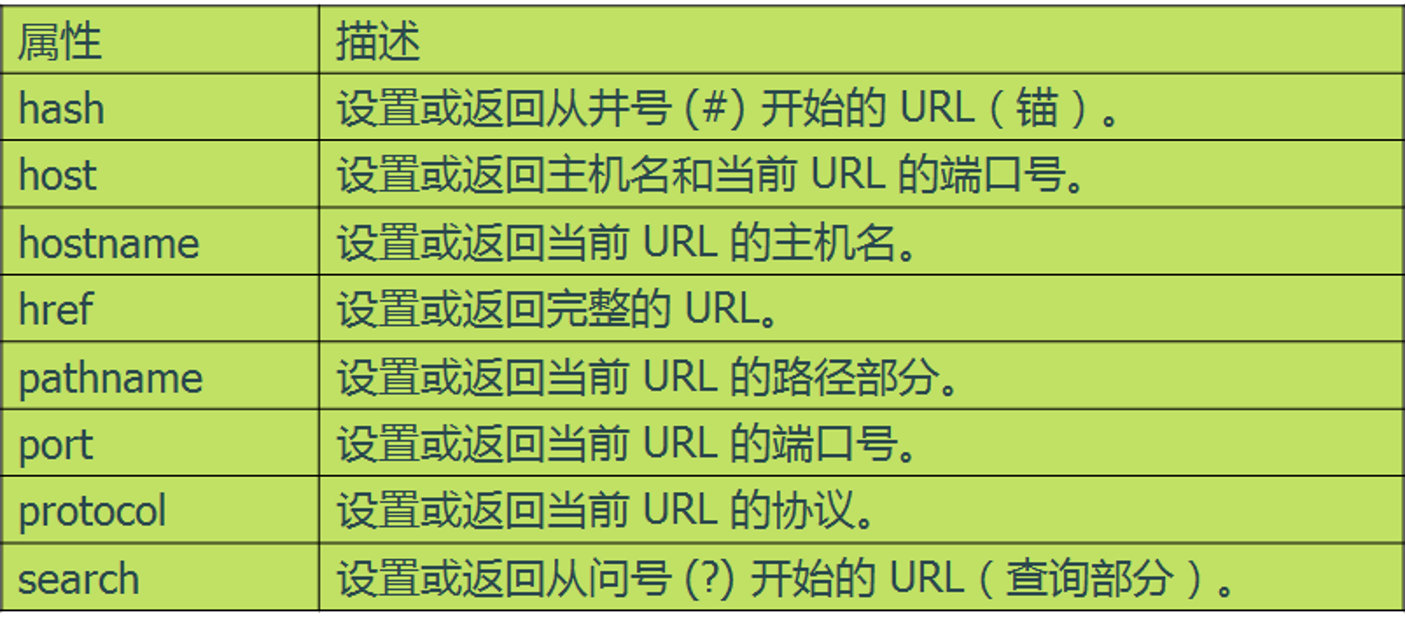 属性 描述
hash 设置或返回从井号 (#) 开始的 URL（锚）。
host 设置或返回主机名和当前 URL 的端口号。
hostname 设置或返回当前 URL 的主机名。
href 设置或返回完整的 URL。
pathname 设置或返回当前 URL 的路径部分。
port 设置或返回当前 URL 的端口号。
protocol 设置或返回当前 URL 的协议。
search 设置或返回从问号 (?) 开始的 URL（查询部分）。